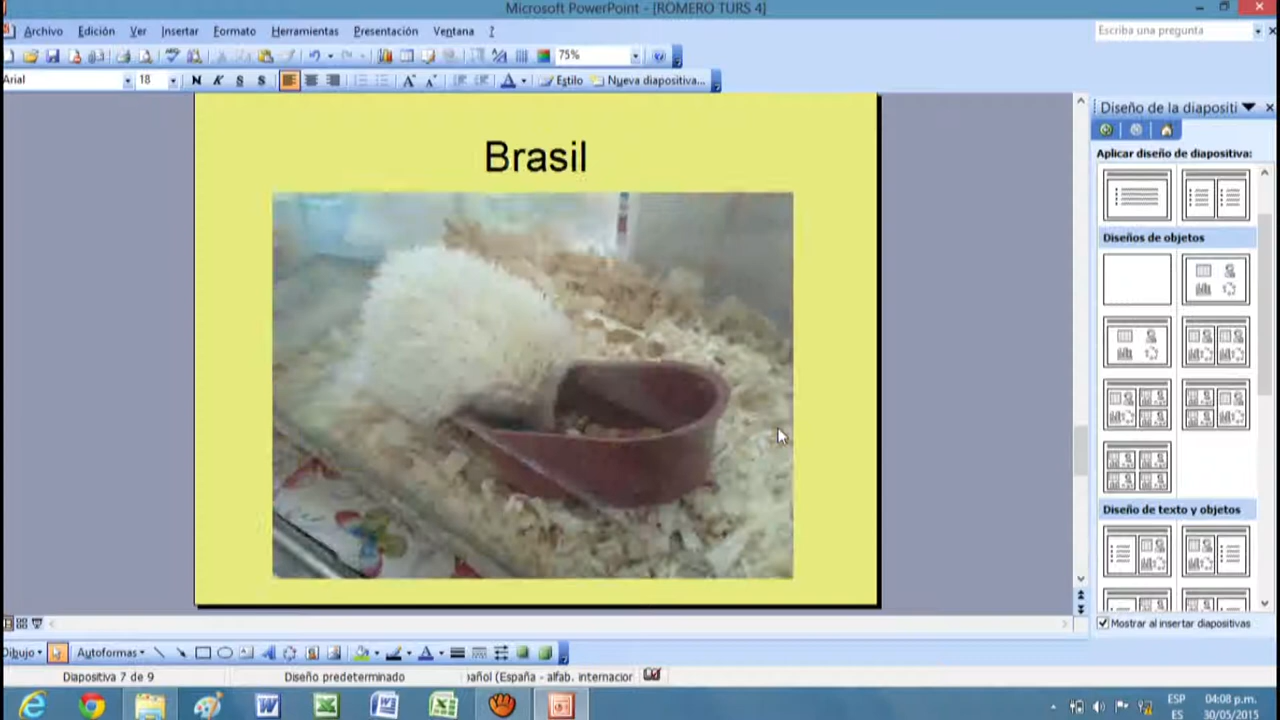 Microsoft PowerPoint - [ROMERO TURS 4]
Archivo Edición Ver Insertar Formato Herramientas Presentación Ventana ?
Escriba una pregunta
75%
Arial 18 N K S S Estilo Nueva diapositiva...
Diseño de la diapositi
Aplicar diseño de diapositiva:
Brasil
Diseños de objetos
Diseño de texto y objetos
Mostrar al insertar diapositivas
Dibujo Autoformas
Diapositiva 7 de 9 Diseño predeterminado añol (España - alfab. internacior
ESP 04:08 p.m.
ES 30/05/2015